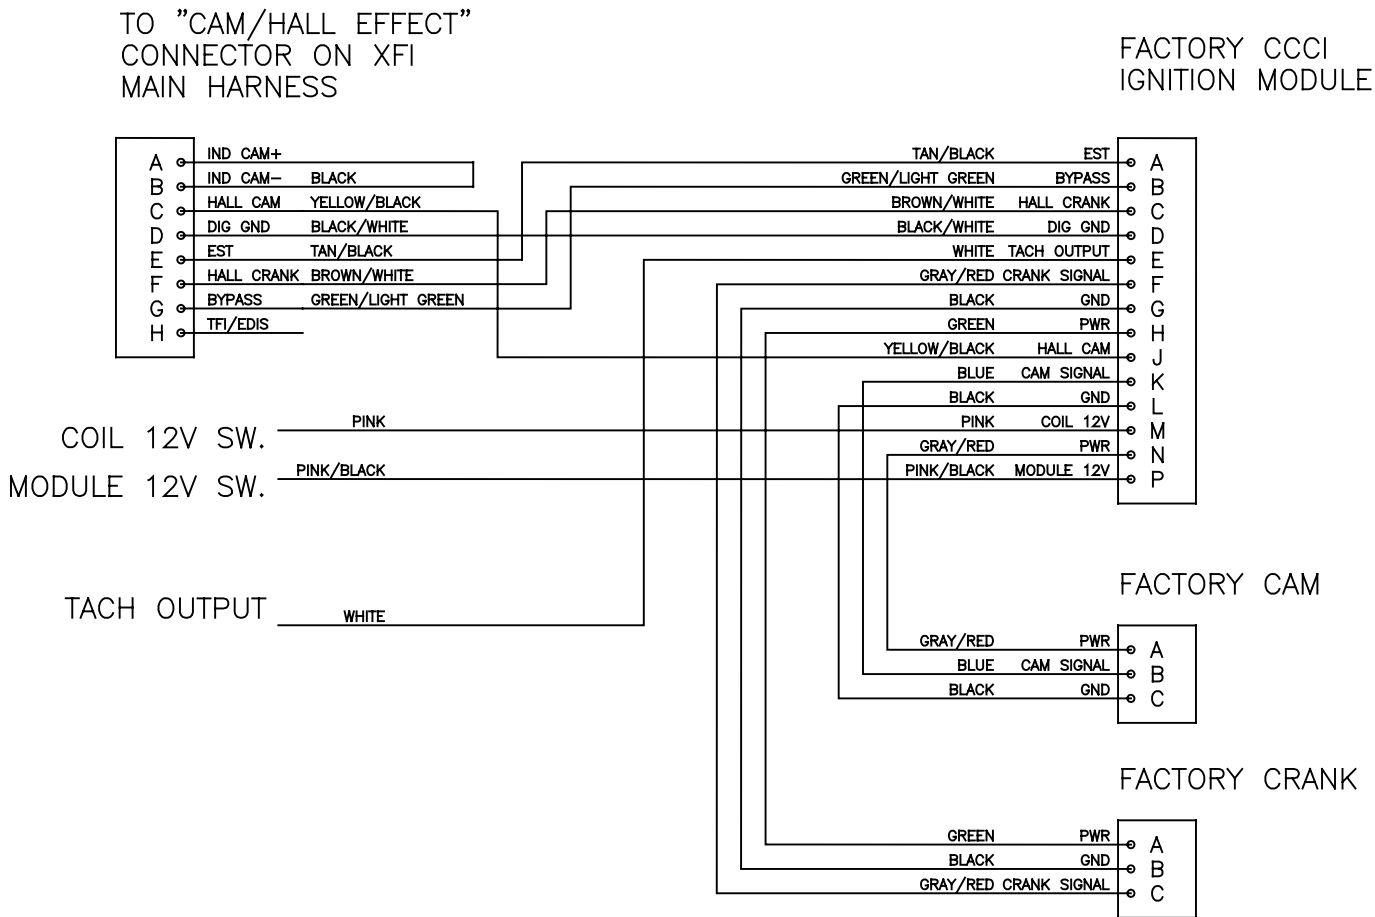 TO "CAM/HALL EFFECT"
CONNECTOR ON XFI
MAIN HARNESS
FACTORY CCCI
IGNITION MODULE
A IND CAM+
B IND CAM- BLACK
C HALL CAM YELLOW/BLACK
D DIG GND BLACK/WHITE
E EST TAN/BLACK
F HALL CRANK BROWN/WHITE
G BYPASS GREEN/LIGHT GREEN
H TFI/EDIS
TAN/BLACK EST A
GREEN/LIGHT GREEN BYPASS B
BROWN/WHITE HALL CRANK C
BLACK/WHITE DIG GND D
WHITE TACH OUTPUT E
GRAY/RED CRANK SIGNAL F
BLACK GND G
GREEN PWR H
YELLOW/BLACK HALL CAM J
BLUE CAM SIGNAL K
BLACK GND L
PINK COIL 12V M
GRAY/RED PWR N
PINK/BLACK MODULE 12V P
COIL 12V SW. PINK
MODULE 12V SW. PINK/BLACK
TACH OUTPUT WHITE
FACTORY CAM
GRAY/RED PWR A
BLUE CAM SIGNAL B
BLACK GND C
FACTORY CRANK
GREEN PWR A
BLACK GND B
GRAY/RED CRANK SIGNAL C